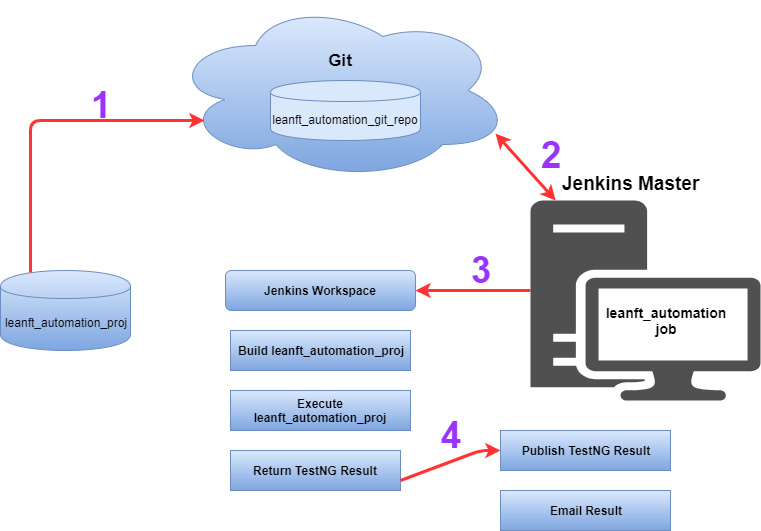 Git
1
leanft_automation_git_repo
2
Jenkins Master
3
Jenkins Workspace
leanft_automation
job
leanft_automation_proj
Build leanft_automation_proj
Execute
leanft_automation_proj
4
Return TestNG Result
Publish TestNG Result
Email Result